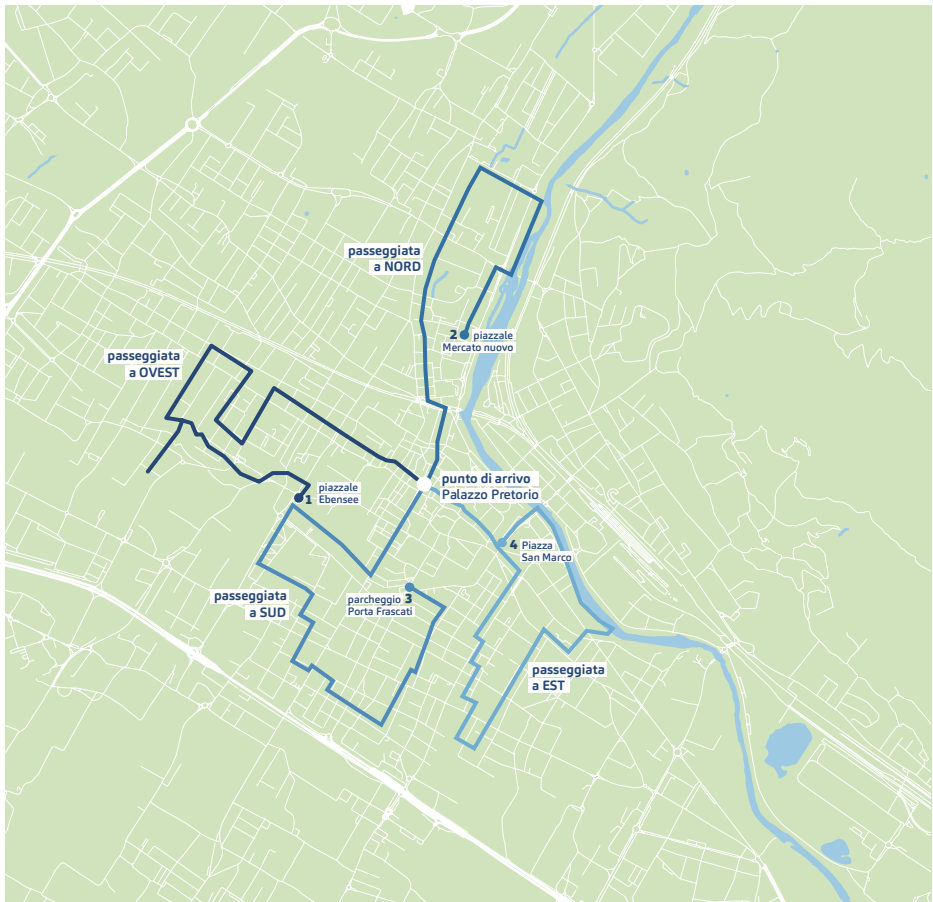 passeggiata
a NORD
2 piazzale
Mercato nuovo
passeggiata
a OVEST
punto di arrivo
Palazzo Pretorio
piazzale
1 Ebensee
4 Piazza
San Marco
passeggiata
a SUD
parcheggio 3
Porta Frascati
passeggiata
a EST